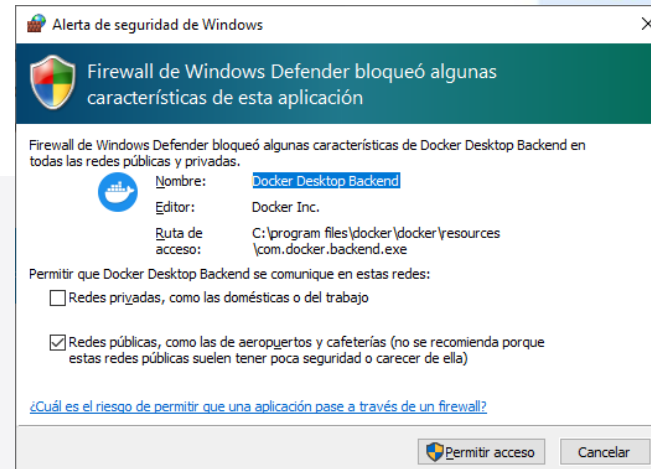 Alerta de seguridad de Windows
Firewall de Windows Defender bloqueó algunas
características de esta aplicación
Firewall de Windows Defender bloqueó algunas características de Docker Desktop Backend en
todas las redes públicas y privadas.
Nombre: Docker Desktop Backend
Editor: Docker Inc.
Ruta de C:\program files\docker\docker\resources
acceso: \com.docker.backend.exe
Permitir que Docker Desktop Backend se comunique en estas redes:
Redes privadas, como las domésticas o del trabajo
Redes públicas, como las de aeropuertos y cafeterías (no se recomienda porque
estas redes públicas suelen tener poca seguridad o carecer de ella)
¿Cuál es el riesgo de permitir que una aplicación pase a través de un firewall?
Permitir acceso Cancelar